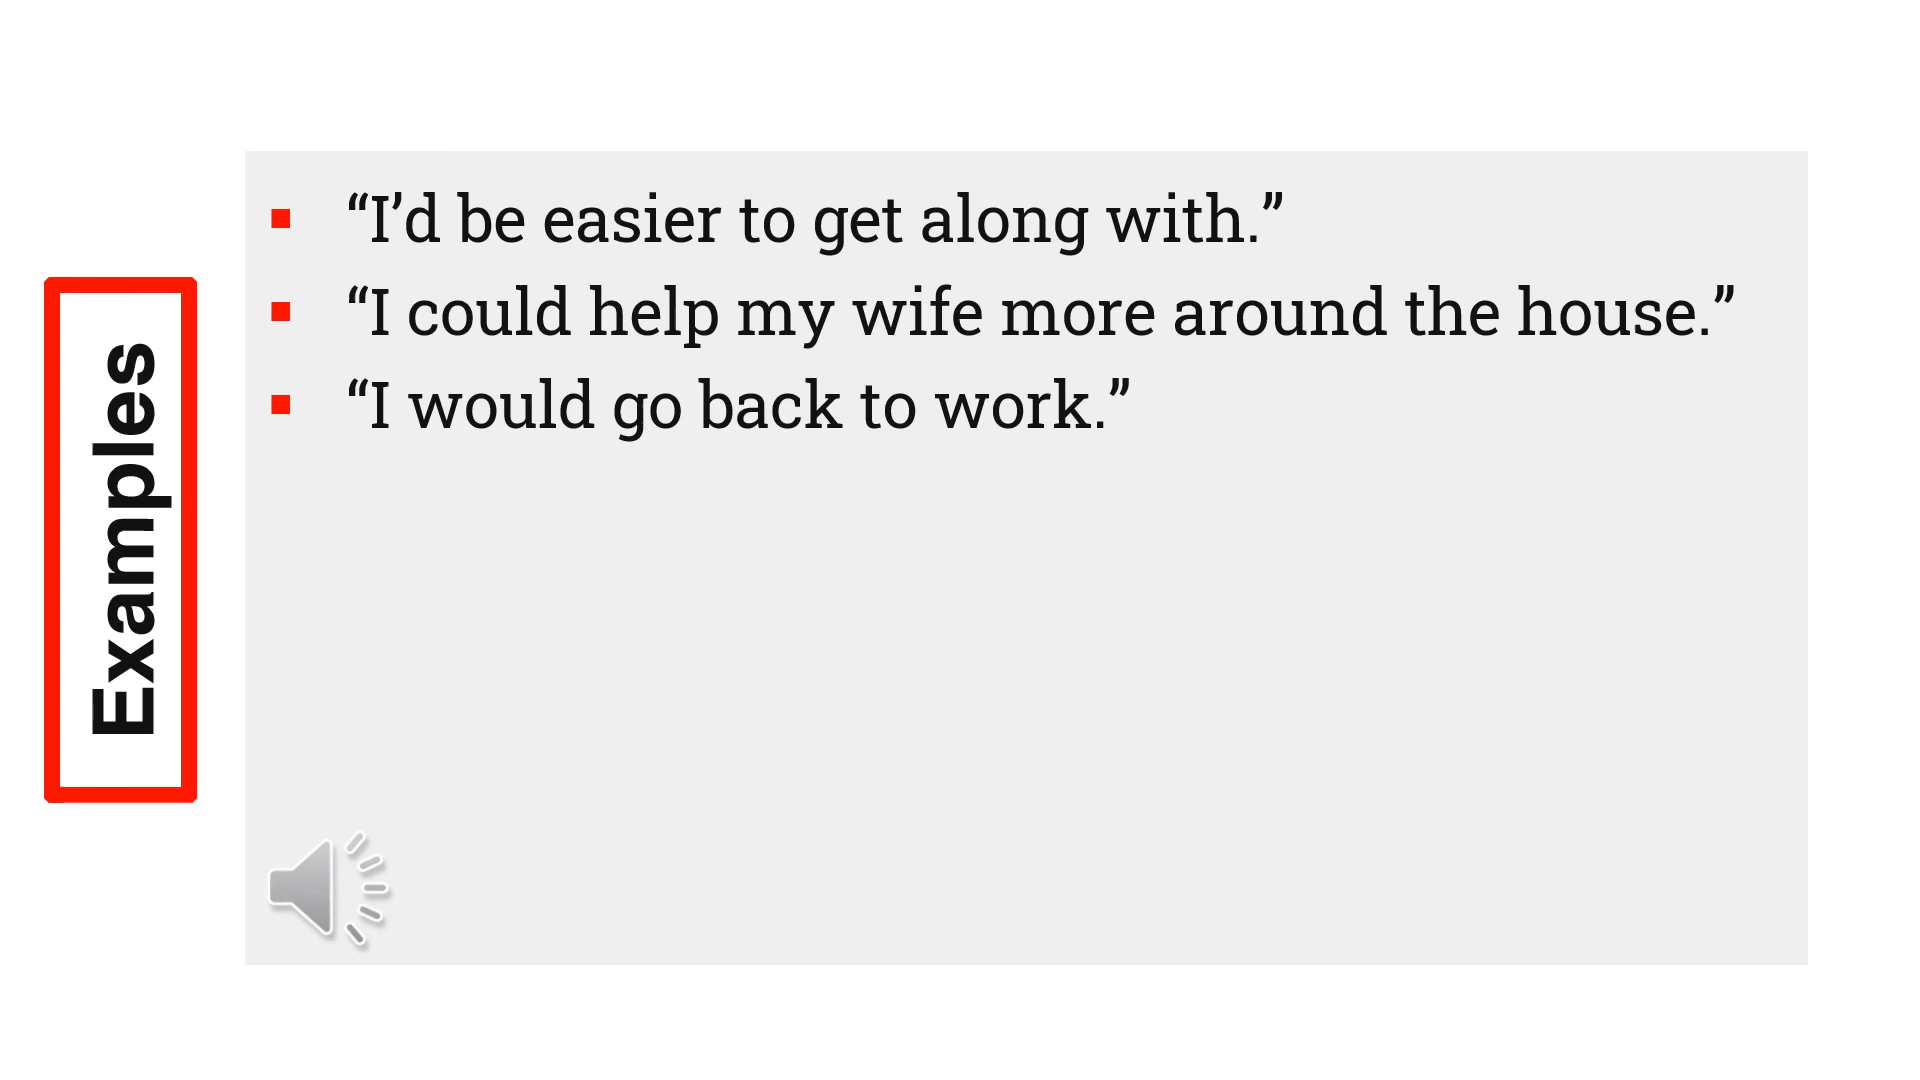 Examples
“I’d be easier to get along with.”
“I could help my wife more around the house.”
“I would go back to work.”